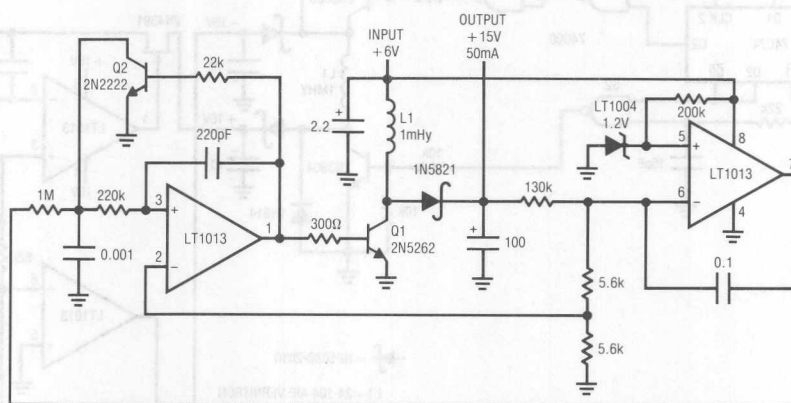 INPUT
+6V
OUTPUT
+15V
50mA
Q2
2N2222
22k
220pF
2.2
+
L1
1mHy
LT1004
1.2V
200k
5
+
8
LT1013
7
6
−
4
1N5821
130k
1M
220k
3
+
LT1013
1
2
−
0.001
300Ω
Q1
2N5262
+
100
0.1
5.6k
5.6k